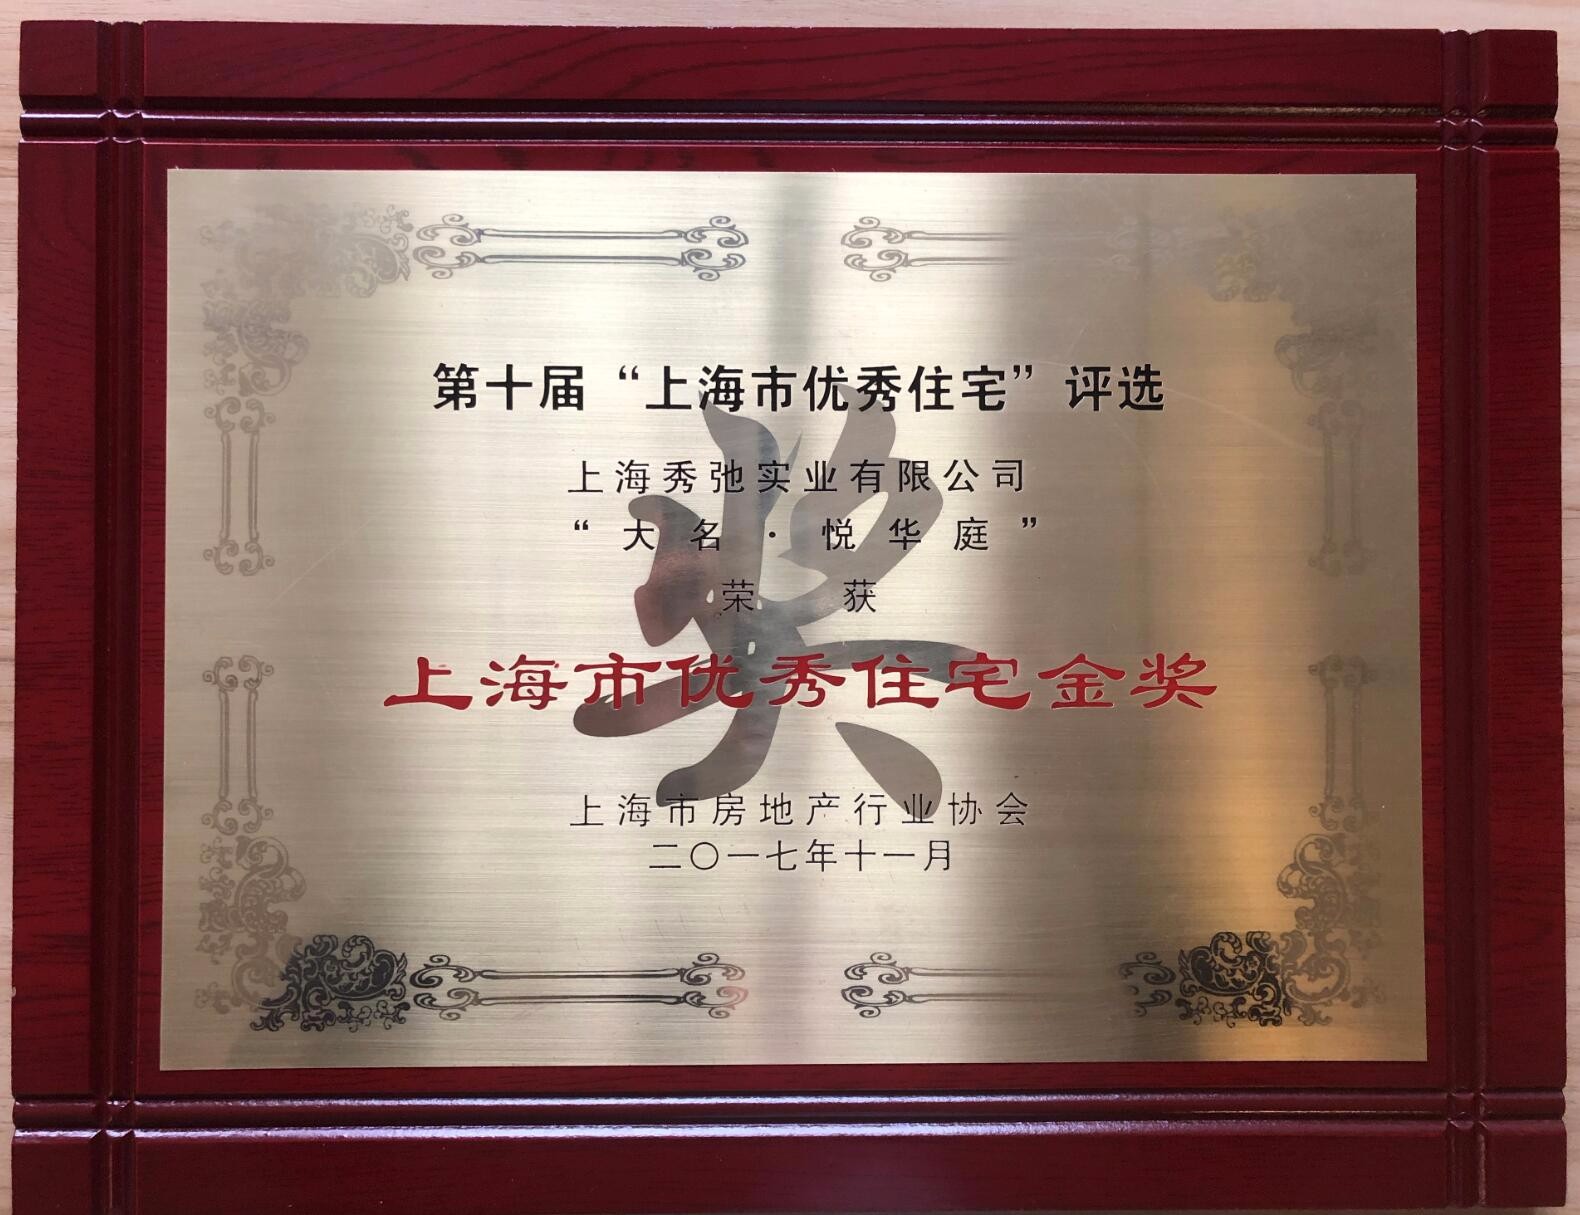 第十届“上海市优秀住宅”评选
上海秀弛实业有限公司
“大名·悦华庭”
荣获
上海市优秀住宅金奖
奖
上海市房地产行业协会
二〇一七年十一月